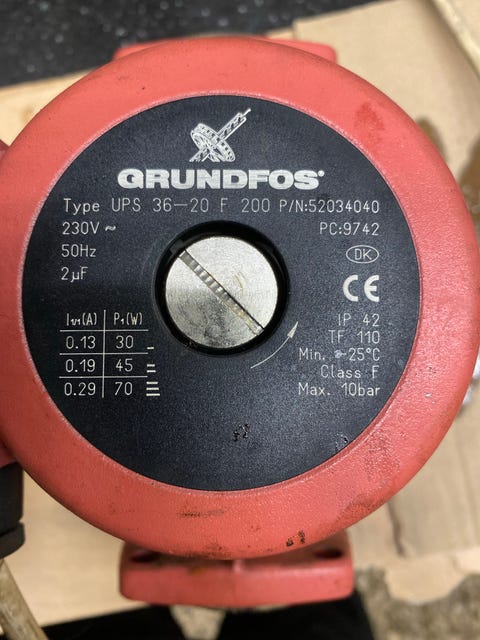 GRUNDFOS
Type UPS 36-20 F 200 P/N:52034040
230V ~ PC:9742
50Hz DK
2µF CE
I1/1(A) P1(W) IP 42
0.13 30 TF 110
0.19 45 Min. -25°C
0.29 70 Class F
Max. 10bar